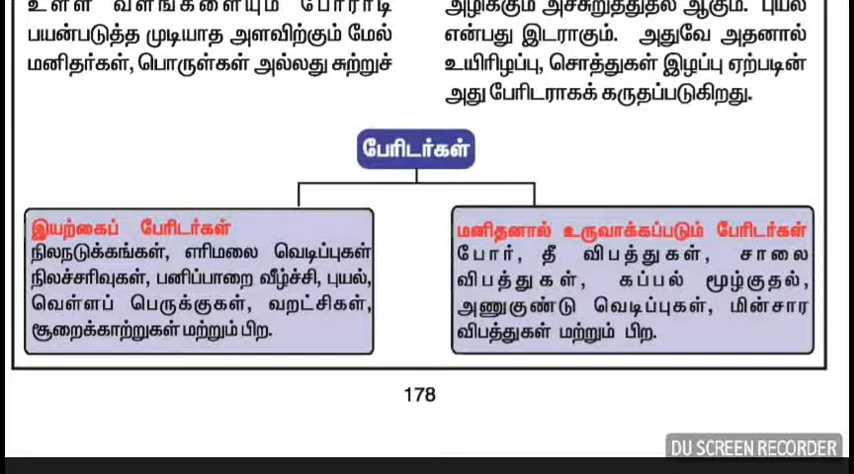 உள்ள வளங்களையும் போராடி
பயன்படுத்த முடியாத அளவிற்கும் மேல்
மனிதர்கள், பொருள்கள் அல்லது சுற்றுச்
அழிக்கும் அச்சுறுத்துதல் ஆகும். புயல்
என்பது இடராகும். அதுவே அதனால்
உயிரிழப்பு, சொத்துகள் இழப்பு ஏற்படின்
அது பேரிடராகக் கருதப்படுகிறது.
பேரிடர்கள்
இயற்கைப் பேரிடர்கள்
நிலநடுக்கங்கள், எரிமலை வெடிப்புகள்
நிலச்சரிவுகள், பனிப்பாறை வீழ்ச்சி, புயல்,
வெள்ளப் பெருக்குகள், வறட்சிகள்,
சூறைக்காற்றுகள் மற்றும் பிற.
மனிதனால் உருவாக்கப்படும் பேரிடர்கள்
போர், தீ விபத்துகள், சாலை
விபத்துகள், கப்பல் மூழ்குதல்,
அணுகுண்டு வெடிப்புகள், மின்சார
விபத்துகள் மற்றும் பிற.
178
DU SCREEN RECORDER